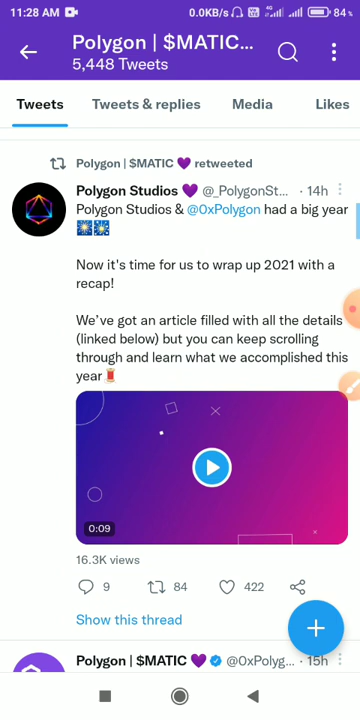 11:28 AM 0.0KB/s 4G 84%
Polygon | $MATIC...
5,448 Tweets
Tweets Tweets & replies Media Likes
Polygon | $MATIC 💜 retweeted
Polygon Studios 💜 @_PolygonSt... · 14h
Polygon Studios & @0xPolygon had a big year
🎆🎆
Now it's time for us to wrap up 2021 with a
recap!
We've got an article filled with all the details
(linked below) but you can keep scrolling
through and learn what we accomplished this
year🧵
0:09
16.3K views
9 84 422
Show this thread
Polygon | $MATIC 💜 @0xPolyg... · 15h